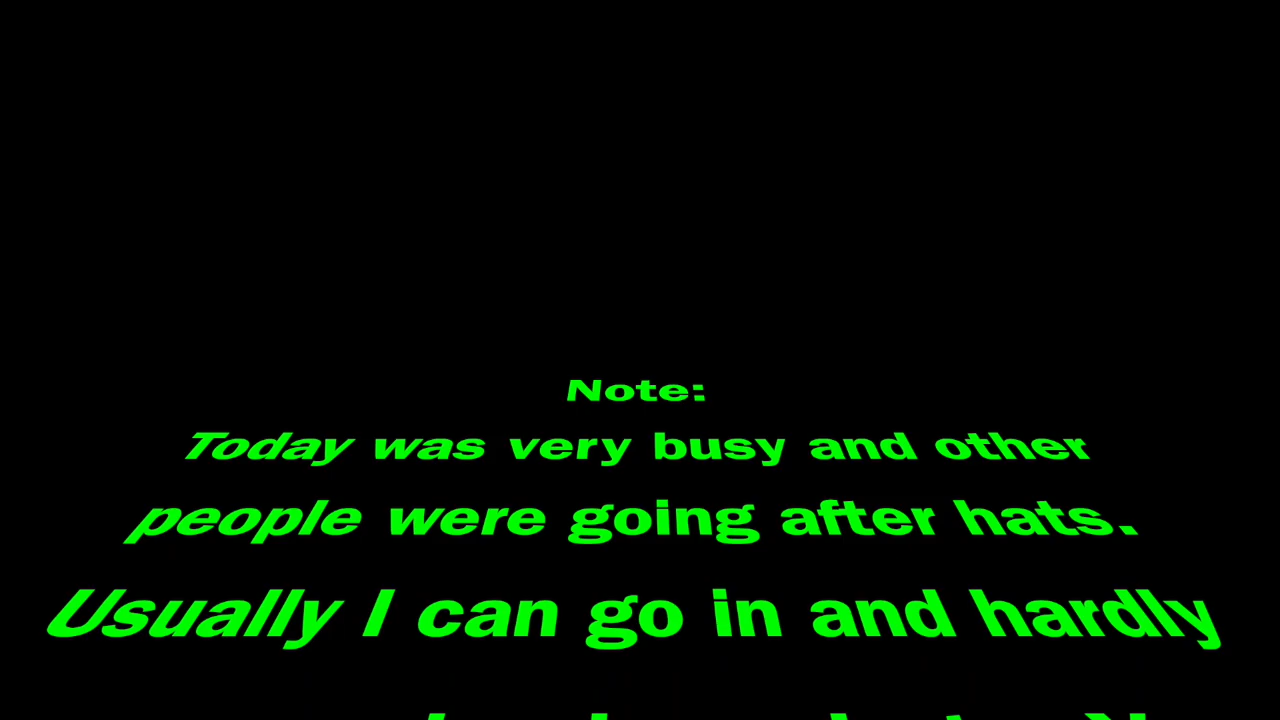 Note:
Today was very busy and other
people were going after hats.
Usually I can go in and hardly